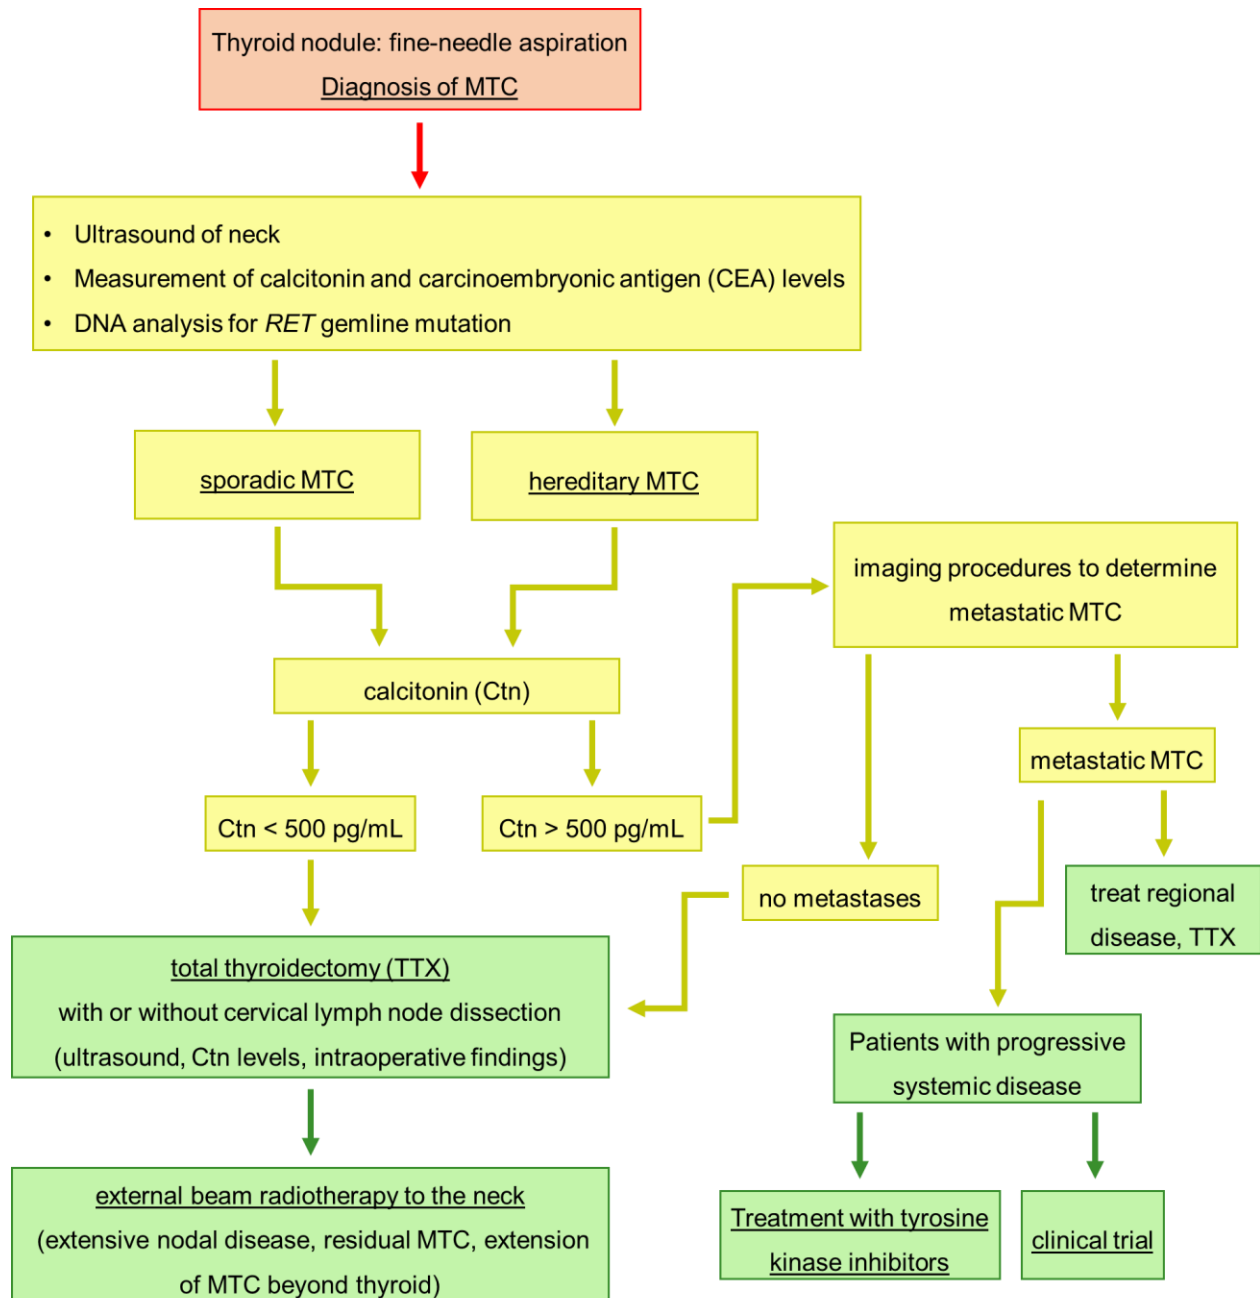 Thyroid nodule: fine-needle aspiration
Diagnosis of MTC
• Ultrasound of neck
• Measurement of calcitonin and carcinoembryonic antigen (CEA) levels
• DNA analysis for RET gemline mutation
sporadic MTC
hereditary MTC
imaging procedures to determine
metastatic MTC
calcitonin (Ctn)
metastatic MTC
Ctn < 500 pg/mL
Ctn > 500 pg/mL
no metastases
treat regional
disease, TTX
total thyroidectomy (TTX)
with or without cervical lymph node dissection
(ultrasound, Ctn levels, intraoperative findings)
Patients with progressive
systemic disease
external beam radiotherapy to the neck
(extensive nodal disease, residual MTC, extension
of MTC beyond thyroid)
Treatment with tyrosine
kinase inhibitors
clinical trial